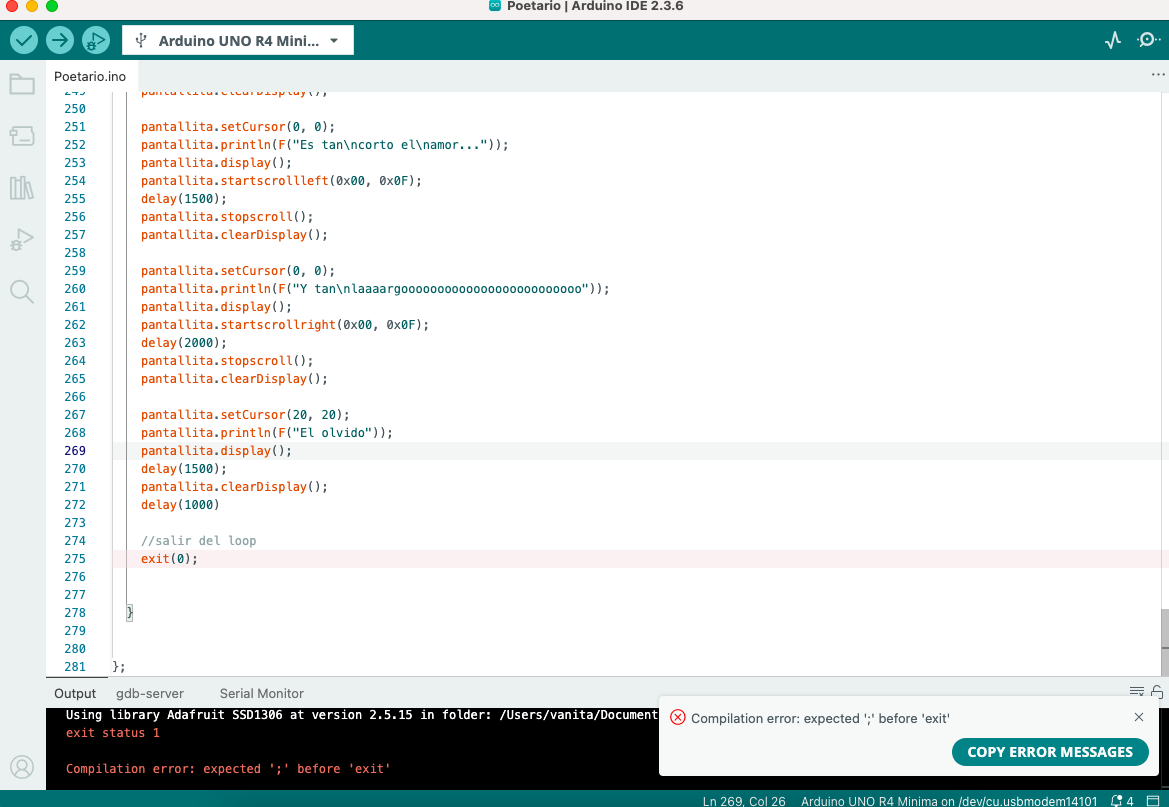 Poetario | Arduino IDE 2.3.6
Arduino UNO R4 Mini...
Poetario.ino
249 pantallita.clearDisplay();
250
251 pantallita.setCursor(0, 0);
252 pantallita.println(F("Es tan\ncorto el\namor..."));
253 pantallita.display();
254 pantallita.startscrollleft(0x00, 0x0F);
255 delay(1500);
256 pantallita.stopscroll();
257 pantallita.clearDisplay();
258
259 pantallita.setCursor(0, 0);
260 pantallita.println(F("Y tan\nlaaaargooooooooooooooooooooooooo"));
261 pantallita.display();
262 pantallita.startscrollright(0x00, 0x0F);
263 delay(2000);
264 pantallita.stopscroll();
265 pantallita.clearDisplay();
266
267 pantallita.setCursor(20, 20);
268 pantallita.println(F("El olvido"));
269 pantallita.display();
270 delay(1500);
271 pantallita.clearDisplay();
272 delay(1000)
273
274 //salir del loop
275 exit(0);
276
277
278 }
279
280
281 };
Output gdb-server Serial Monitor
Using library Adafruit SSD1306 at version 2.5.15 in folder: /Users/vanita/Document
exit status 1
Compilation error: expected ';' before 'exit'
Compilation error: expected ';' before 'exit'
COPY ERROR MESSAGES
Ln 269, Col 26 Arduino UNO R4 Minima on /dev/cu.usbmodem14101 4